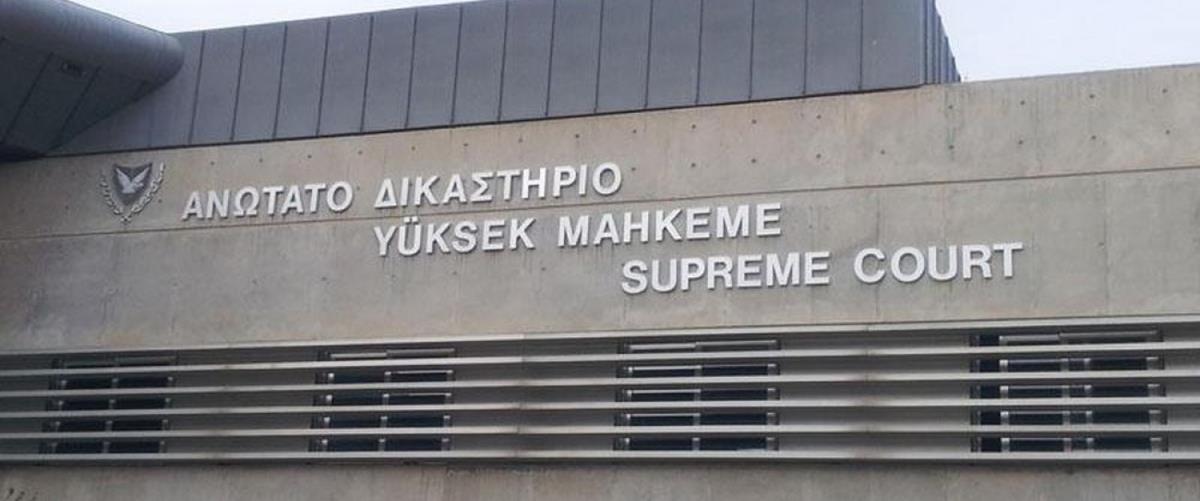 ΑΝΩΤΑΤΟ ΔΙΚΑΣΤΗΡΙΟ
YÜKSEK MAHKEME
SUPREME COURT